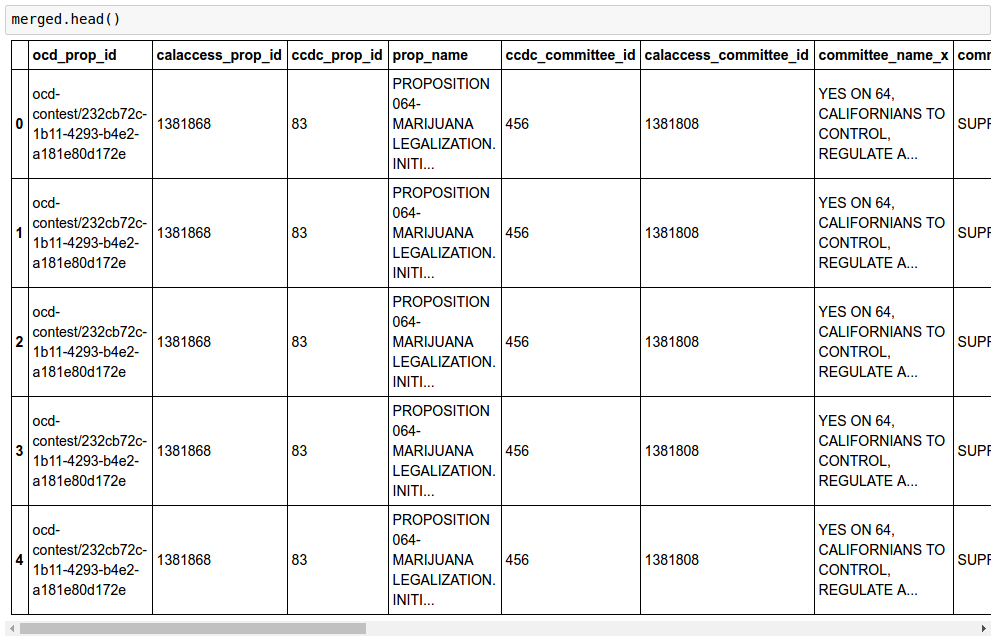 merged.head()
ocd_prop_id calaccess_prop_id ccdc_prop_id prop_name ccdc_committee_id calaccess_committee_id committee_name_x comm
0 ocd-contest/232cb72c-1b11-4293-b4e2-a181e80d172e 1381868 83 PROPOSITION 064- MARIJUANA LEGALIZATION. INITI... 456 1381808 YES ON 64, CALIFORNIANS TO CONTROL, REGULATE A... SUPP
1 ocd-contest/232cb72c-1b11-4293-b4e2-a181e80d172e 1381868 83 PROPOSITION 064- MARIJUANA LEGALIZATION. INITI... 456 1381808 YES ON 64, CALIFORNIANS TO CONTROL, REGULATE A... SUPP
2 ocd-contest/232cb72c-1b11-4293-b4e2-a181e80d172e 1381868 83 PROPOSITION 064- MARIJUANA LEGALIZATION. INITI... 456 1381808 YES ON 64, CALIFORNIANS TO CONTROL, REGULATE A... SUPP
3 ocd-contest/232cb72c-1b11-4293-b4e2-a181e80d172e 1381868 83 PROPOSITION 064- MARIJUANA LEGALIZATION. INITI... 456 1381808 YES ON 64, CALIFORNIANS TO CONTROL, REGULATE A... SUPP
4 ocd-contest/232cb72c-1b11-4293-b4e2-a181e80d172e 1381868 83 PROPOSITION 064- MARIJUANA LEGALIZATION. INITI... 456 1381808 YES ON 64, CALIFORNIANS TO CONTROL, REGULATE A... SUPP